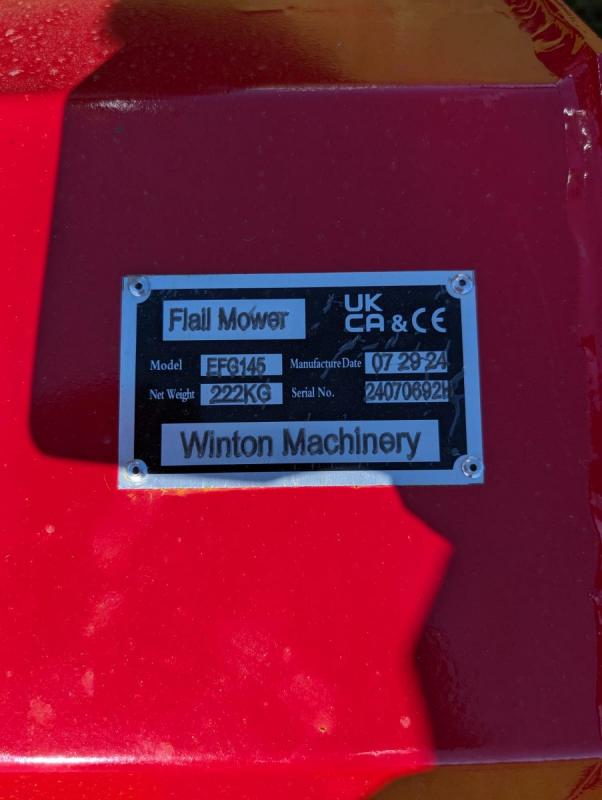 Flail Mower
UK
CA & CE
Model EFG145 Manufacture Date 07 29 24
Net Weight 222KG Serial No. 24070692H
Winton Machinery